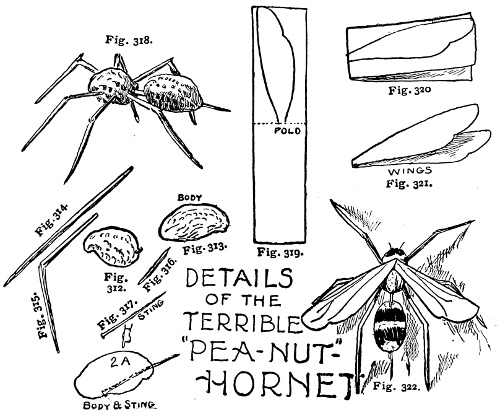 Fig. 318.
FOLD
Fig. 319.
Fig. 320
WINGS
Fig. 321.
Fig. 314.
Fig. 315.
Fig. 312.
BODY
Fig. 313.
Fig. 316.
Fig. 317.
STING
2A
BODY & STING
DETAILS
OF THE
TERRIBLE
"PEA-NUT-"
HORNET
Fig. 322.